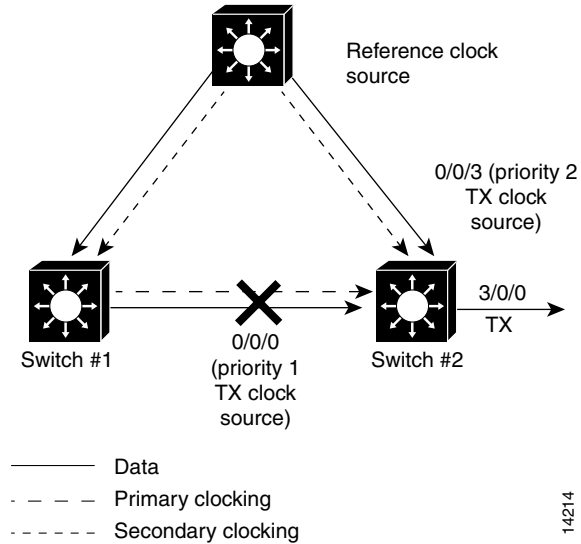 Reference clock
source
0/0/3 (priority 2
TX clock
source)
3/0/0
TX
Switch #1
0/0/0
(priority 1
TX clock
source)
Switch #2
Data
Primary clocking
Secondary clocking
14214